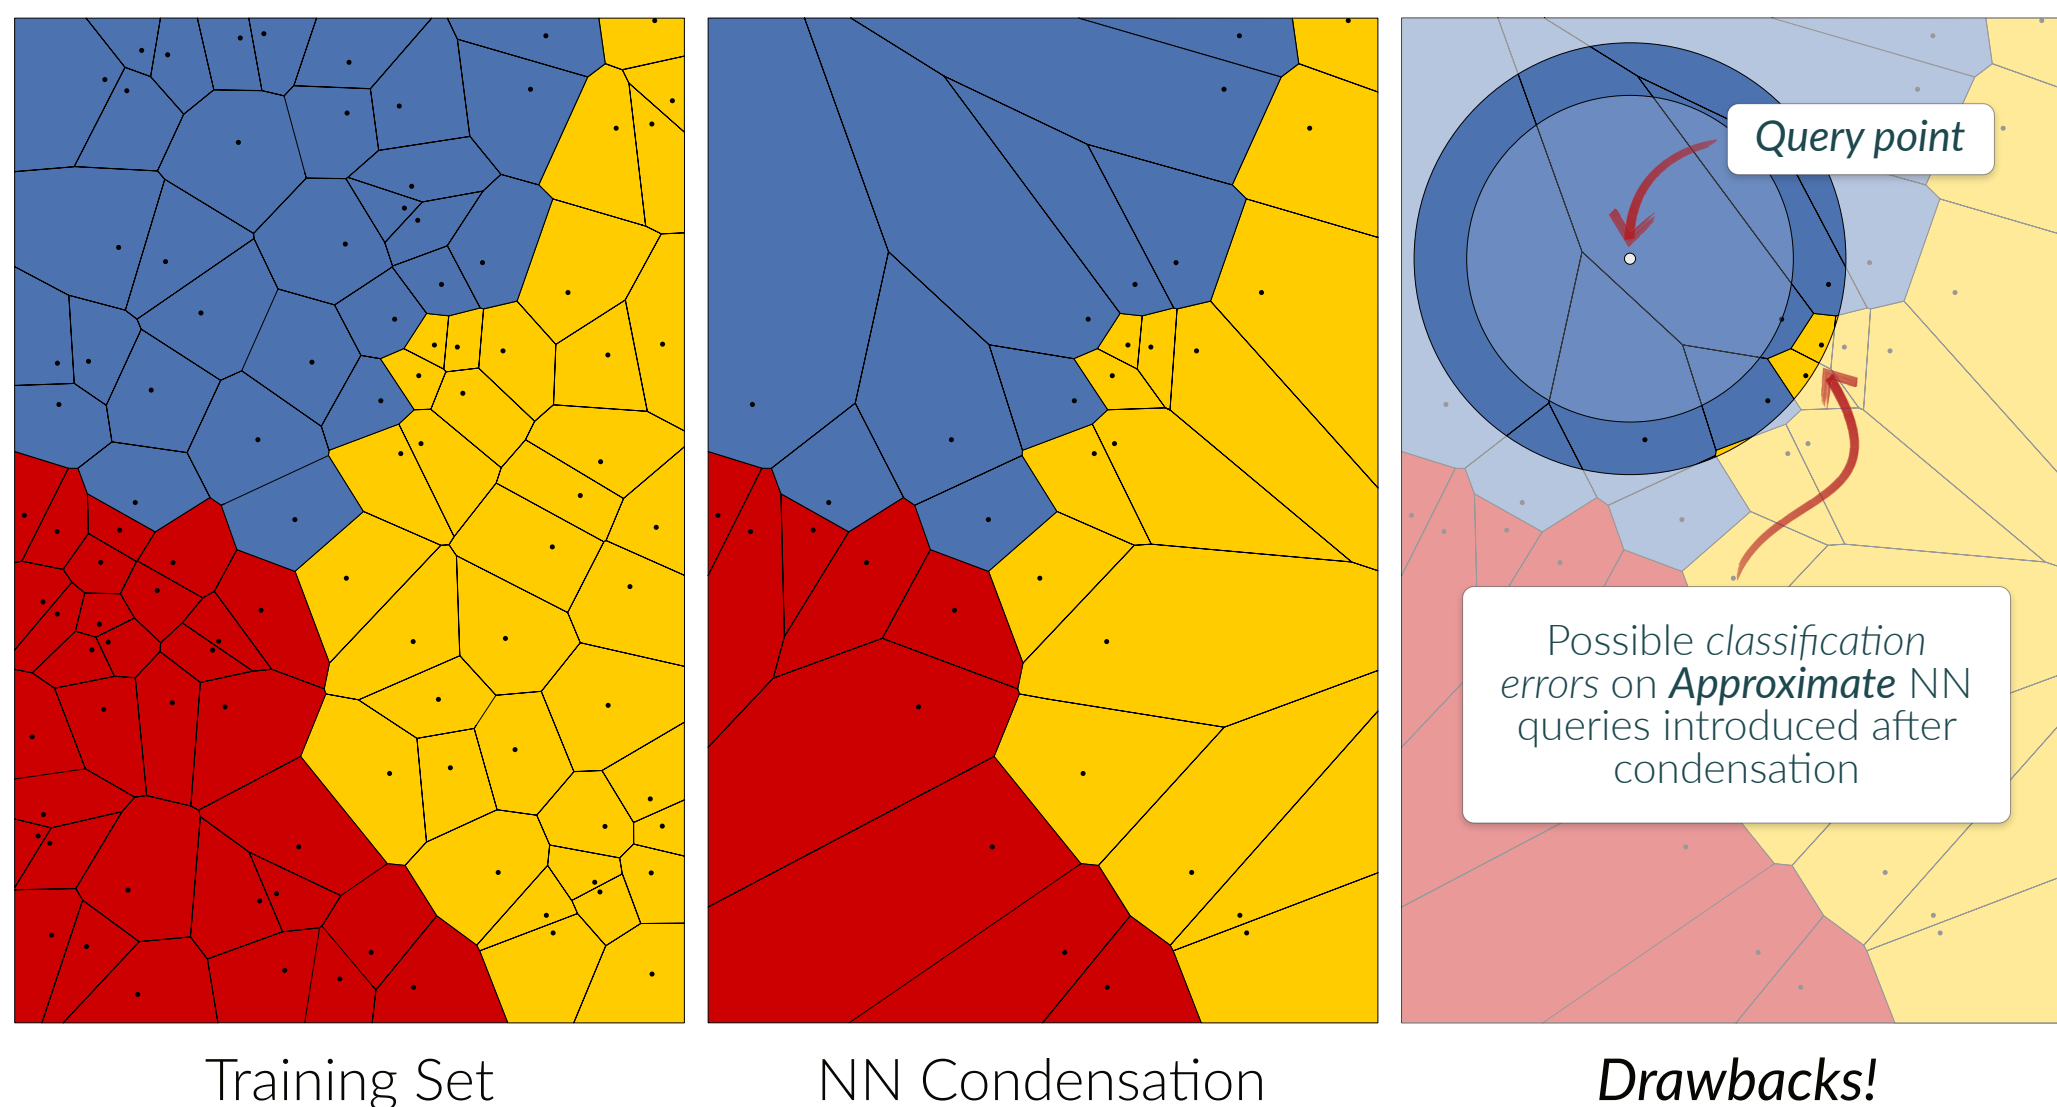 Query point
Possible classification
errors on Approximate NN
queries introduced after
condensation
Training Set
NN Condensation
Drawbacks!